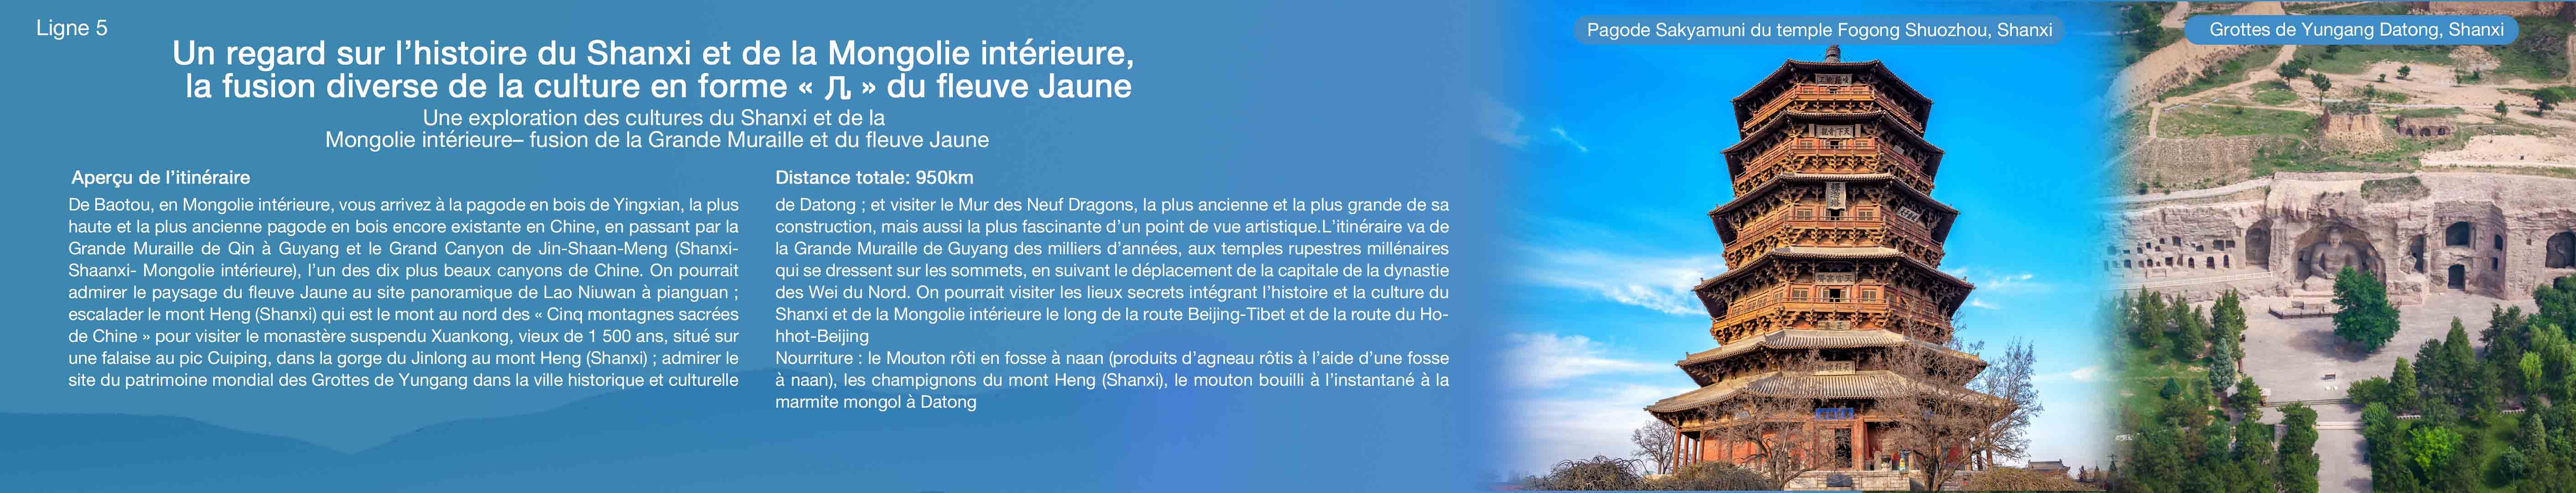 Ligne 5
Un regard sur l’histoire du Shanxi et de la Mongolie intérieure,
la fusion diverse de la culture en forme « 几 » du fleuve Jaune
Une exploration des cultures du Shanxi et de la
Mongolie intérieure– fusion de la Grande Muraille et du fleuve Jaune
Aperçu de l’itinéraire
De Baotou, en Mongolie intérieure, vous arrivez à la pagode en bois de Yingxian, la plus
haute et la plus ancienne pagode en bois encore existante en Chine, en passant par la
Grande Muraille de Qin à Guyang et le Grand Canyon de Jin-Shaan-Meng (Shanxi-
Shaanxi- Mongolie intérieure), l’un des dix plus beaux canyons de Chine. On pourrait
admirer le paysage du fleuve Jaune au site panoramique de Lao Niuwan à pianguan ;
escalader le mont Heng (Shanxi) qui est le mont au nord des « Cinq montagnes sacrées
de Chine » pour visiter le monastère suspendu Xuankong, vieux de 1 500 ans, situé sur
une falaise au pic Cuiping, dans la gorge du Jinlong au mont Heng (Shanxi) ; admirer le
site du patrimoine mondial des Grottes de Yungang dans la ville historique et culturelle
Distance totale: 950km
de Datong ; et visiter le Mur des Neuf Dragons, la plus ancienne et la plus grande de sa
construction, mais aussi la plus fascinante d’un point de vue artistique.L’itinéraire va de
la Grande Muraille de Guyang des milliers d’années, aux temples rupestres millénaires
qui se dressent sur les sommets, en suivant le déplacement de la capitale de la dynastie
des Wei du Nord. On pourrait visiter les lieux secrets intégrant l’histoire et la culture du
Shanxi et de la Mongolie intérieure le long de la route Beijing-Tibet et de la route du Ho-
hhot-Beijing
Nourriture : le Mouton rôti en fosse à naan (produits d’agneau rôtis à l’aide d’une fosse
à naan), les champignons du mont Heng (Shanxi), le mouton bouilli à l’instantané à la
marmite mongol à Datong
Pagode Sakyamuni du temple Fogong Shuozhou, Shanxi
Grottes de Yungang Datong, Shanxi